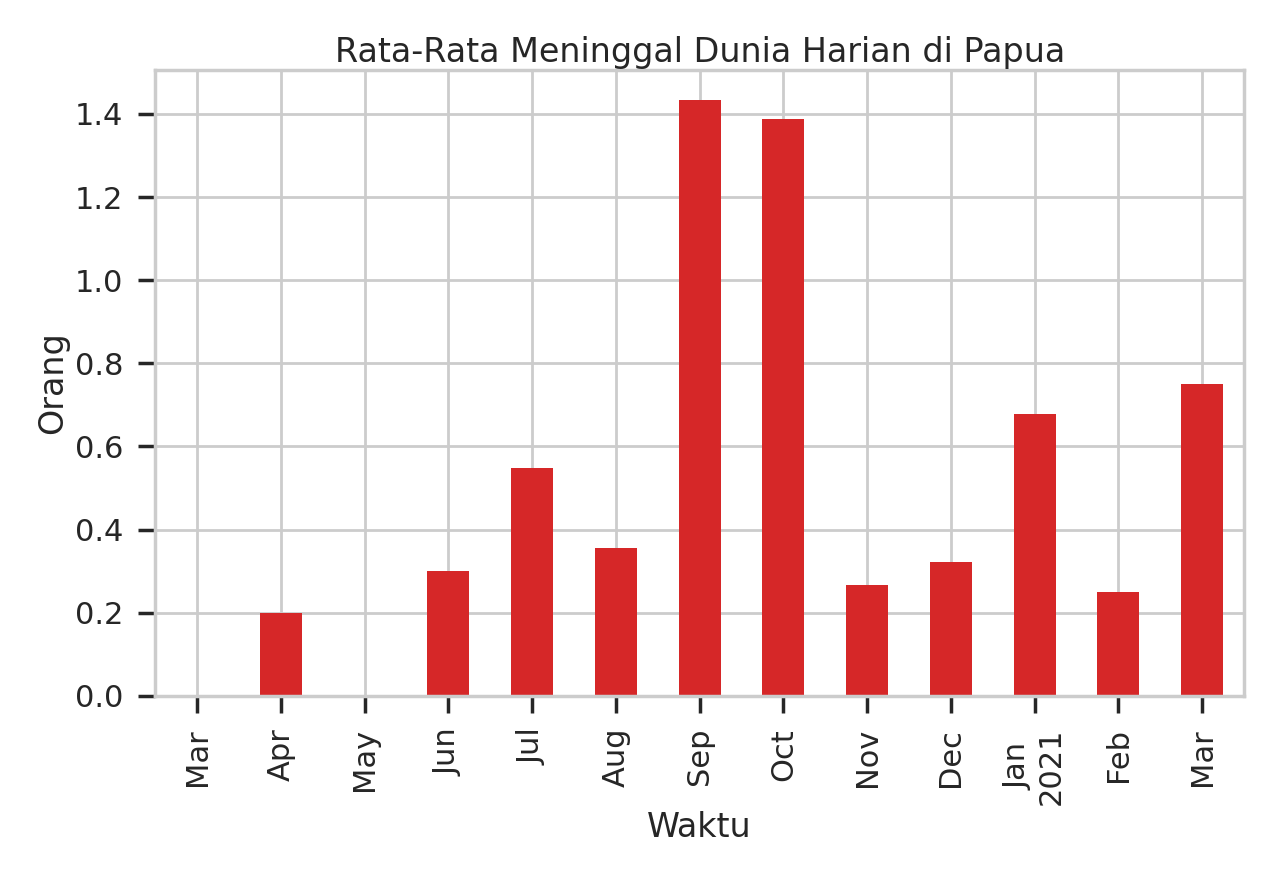 Rata-Rata Meninggal Dunia Harian di Papua
1.4
1.2
1.0
0.8
0.6
0.4
0.2
0.0
Orang
Mar
Apr
May
Jun
Jul
Aug
Sep
Oct
Nov
Dec
Jan
2021
Feb
Mar
Waktu